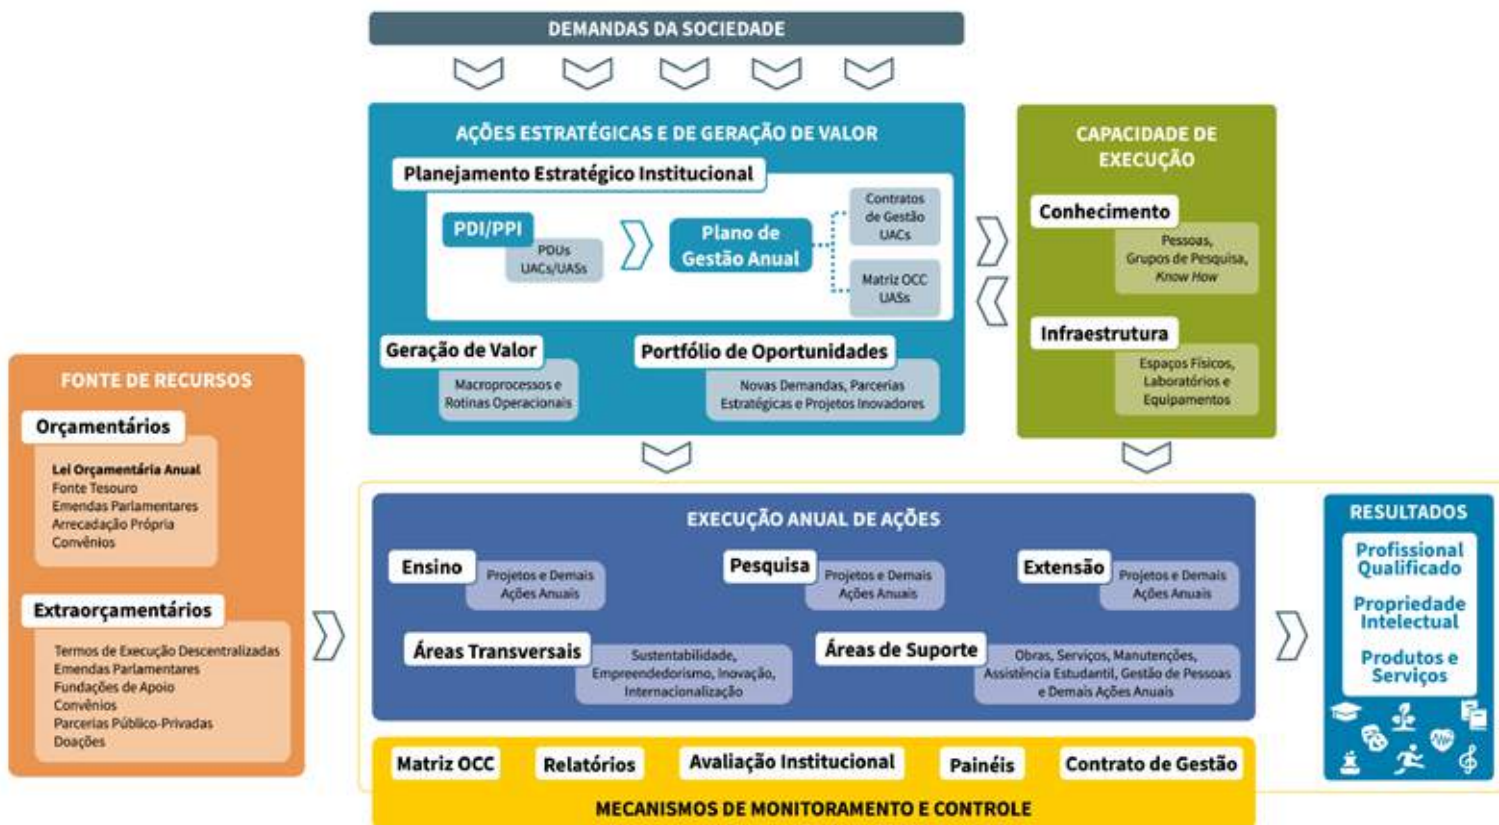 DEMANDAS DA SOCIEDADE
AÇÕES ESTRATÉGICAS E DE GERAÇÃO DE VALOR
Planejamento Estratégico Institucional
PDI/PPI
PDUs
UACs/UASs
Plano de
Gestão Anual
Contratos
de Gestão
UACs
Matriz OCC
UASs
Geração de Valor
Macroprocessos e
Rotinas Operacionais
Portfólio de Oportunidades
Novas Demandas, Parcerias
Estratégicas e Projetos Inovadores
CAPACIDADE DE
EXECUÇÃO
Conhecimento
Pessoas,
Grupos de Pesquisa,
Know How
Infraestrutura
Espaços Físicos,
Laboratórios e
Equipamentos
FONTE DE RECURSOS
Orçamentários
Lei Orçamentária Anual
Fonte Tesouro
Emendas Parlamentares
Arrecadação Própria
Convênios
Extraorçamentários
Termos de Execução Descentralizadas
Emendas Parlamentares
Fundações de Apoio
Convênios
Parcerias Público-Privadas
Doações
EXECUÇÃO ANUAL DE AÇÕES
Ensino
Projetos e Demais
Ações Anuais
Pesquisa
Projetos e Demais
Ações Anuais
Extensão
Projetos e Demais
Ações Anuais
Áreas Transversais
Sustentabilidade,
Empreendedorismo, Inovação,
Internacionalização
Áreas de Suporte
Obras, Serviços, Manutenções,
Assistência Estudantil, Gestão de Pessoas
e Demais Ações Anuais
RESULTADOS
Profissional
Qualificado
Propriedade
Intelectual
Produtos e
Serviços
Matriz OCC
Relatórios
Avaliação Institucional
Painéis
Contrato de Gestão
MECANISMOS DE MONITORAMENTO E CONTROLE